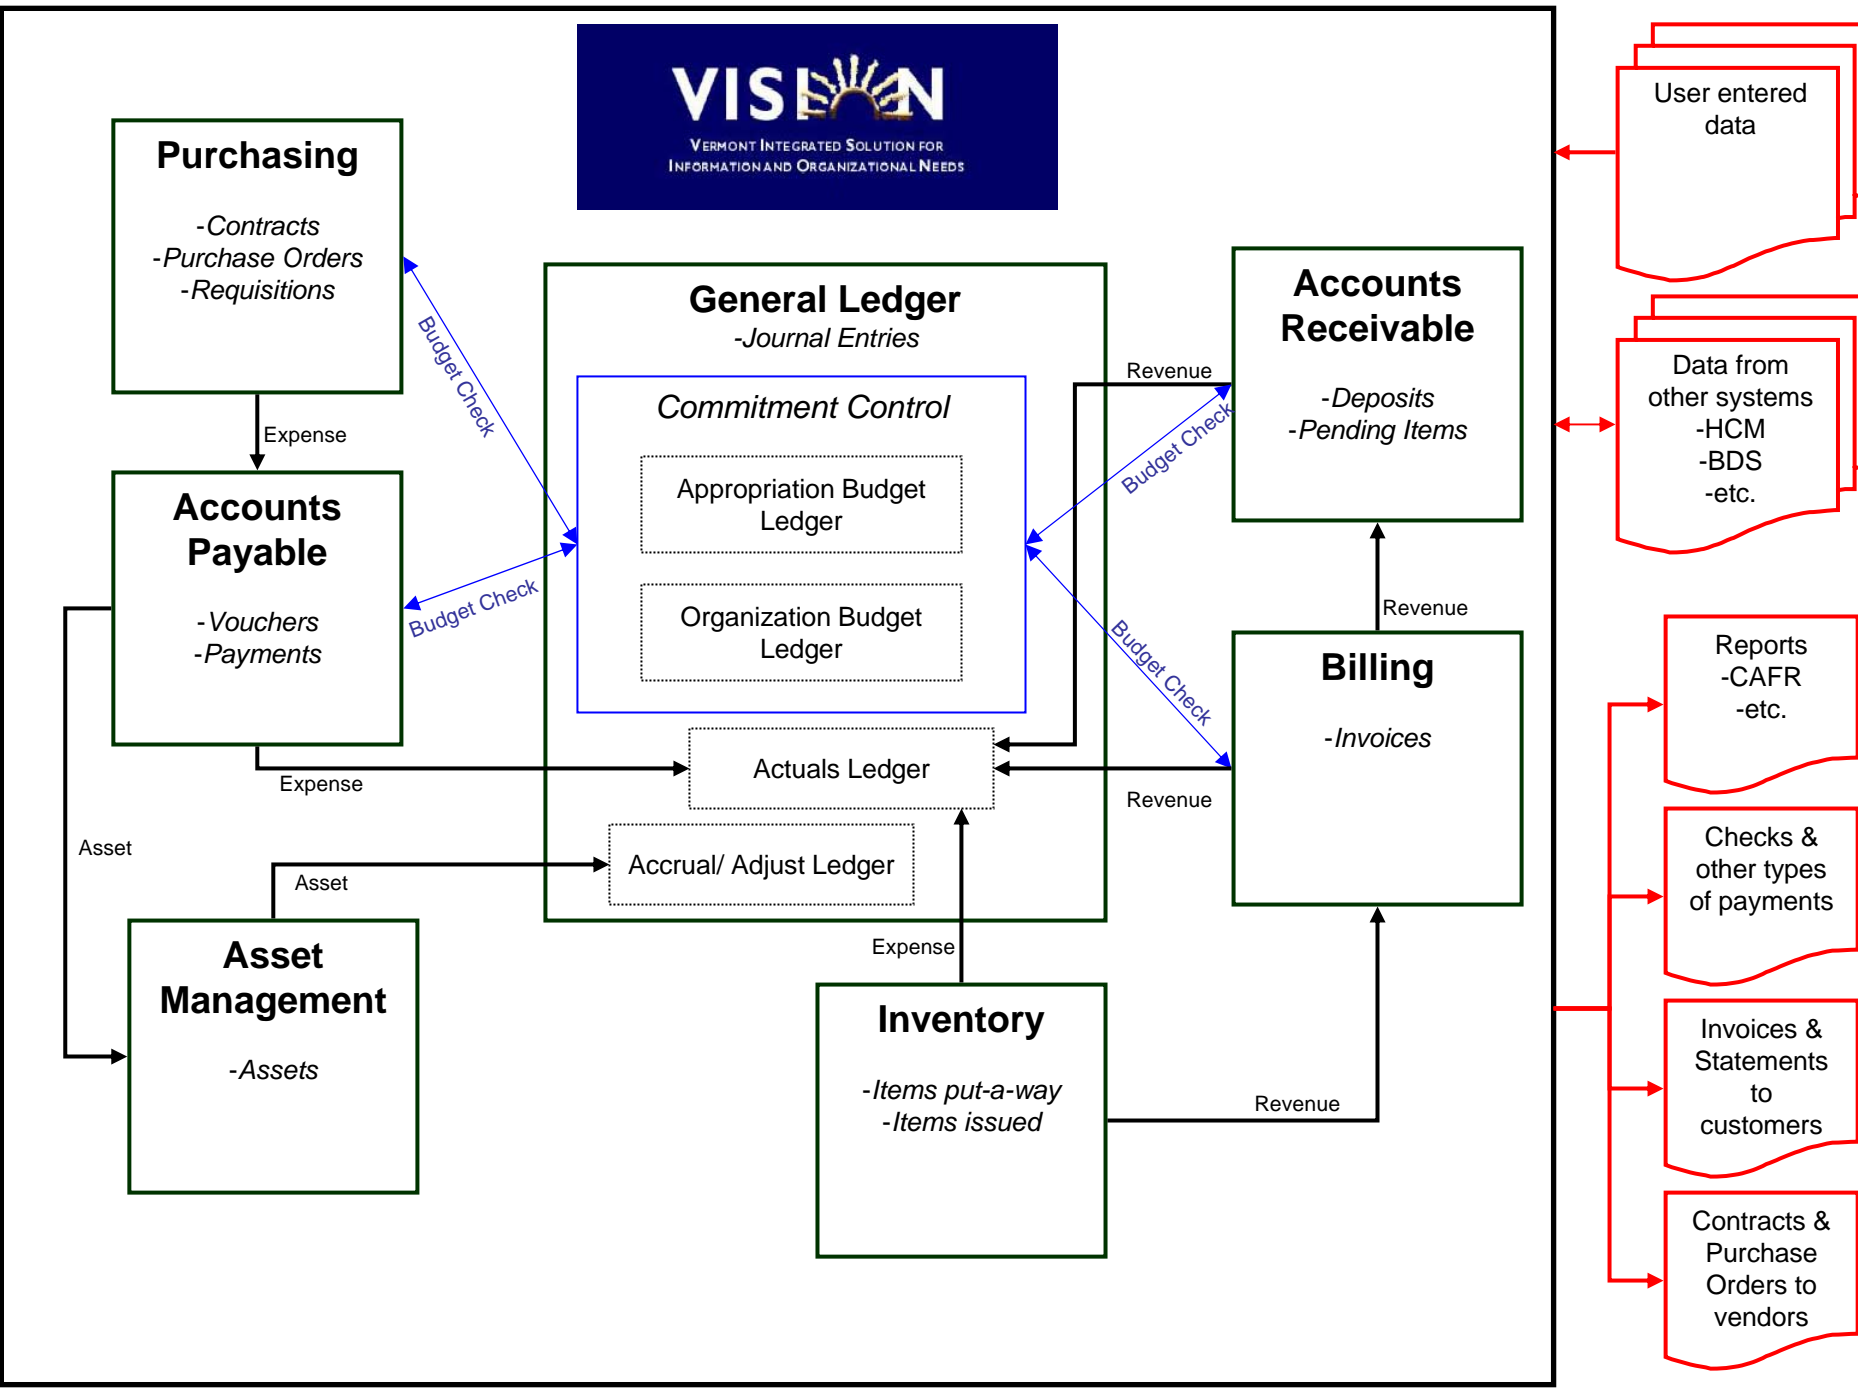 VISION
VERMONT INTEGRATED SOLUTION FOR
INFORMATION AND ORGANIZATIONAL NEEDS
Purchasing
-Contracts
-Purchase Orders
-Requisitions
Budget Check
Expense
Accounts
Payable
-Vouchers
-Payments
Budget Check
Expense
Asset
Asset
Asset
Management
-Assets
General Ledger
-Journal Entries
Commitment Control
Appropriation Budget
Ledger
Organization Budget
Ledger
Actuals Ledger
Accrual/ Adjust Ledger
Expense
Inventory
-Items put-a-way
-Items issued
Revenue
Accounts
Receivable
-Deposits
-Pending Items
Revenue
Budget Check
Revenue
Budget Check
Billing
-Invoices
Revenue
User entered
data
Data from
other systems
-HCM
-BDS
-etc.
Reports
-CAFR
-etc.
Checks &
other types
of payments
Invoices &
Statements
to
customers
Contracts &
Purchase
Orders to
vendors